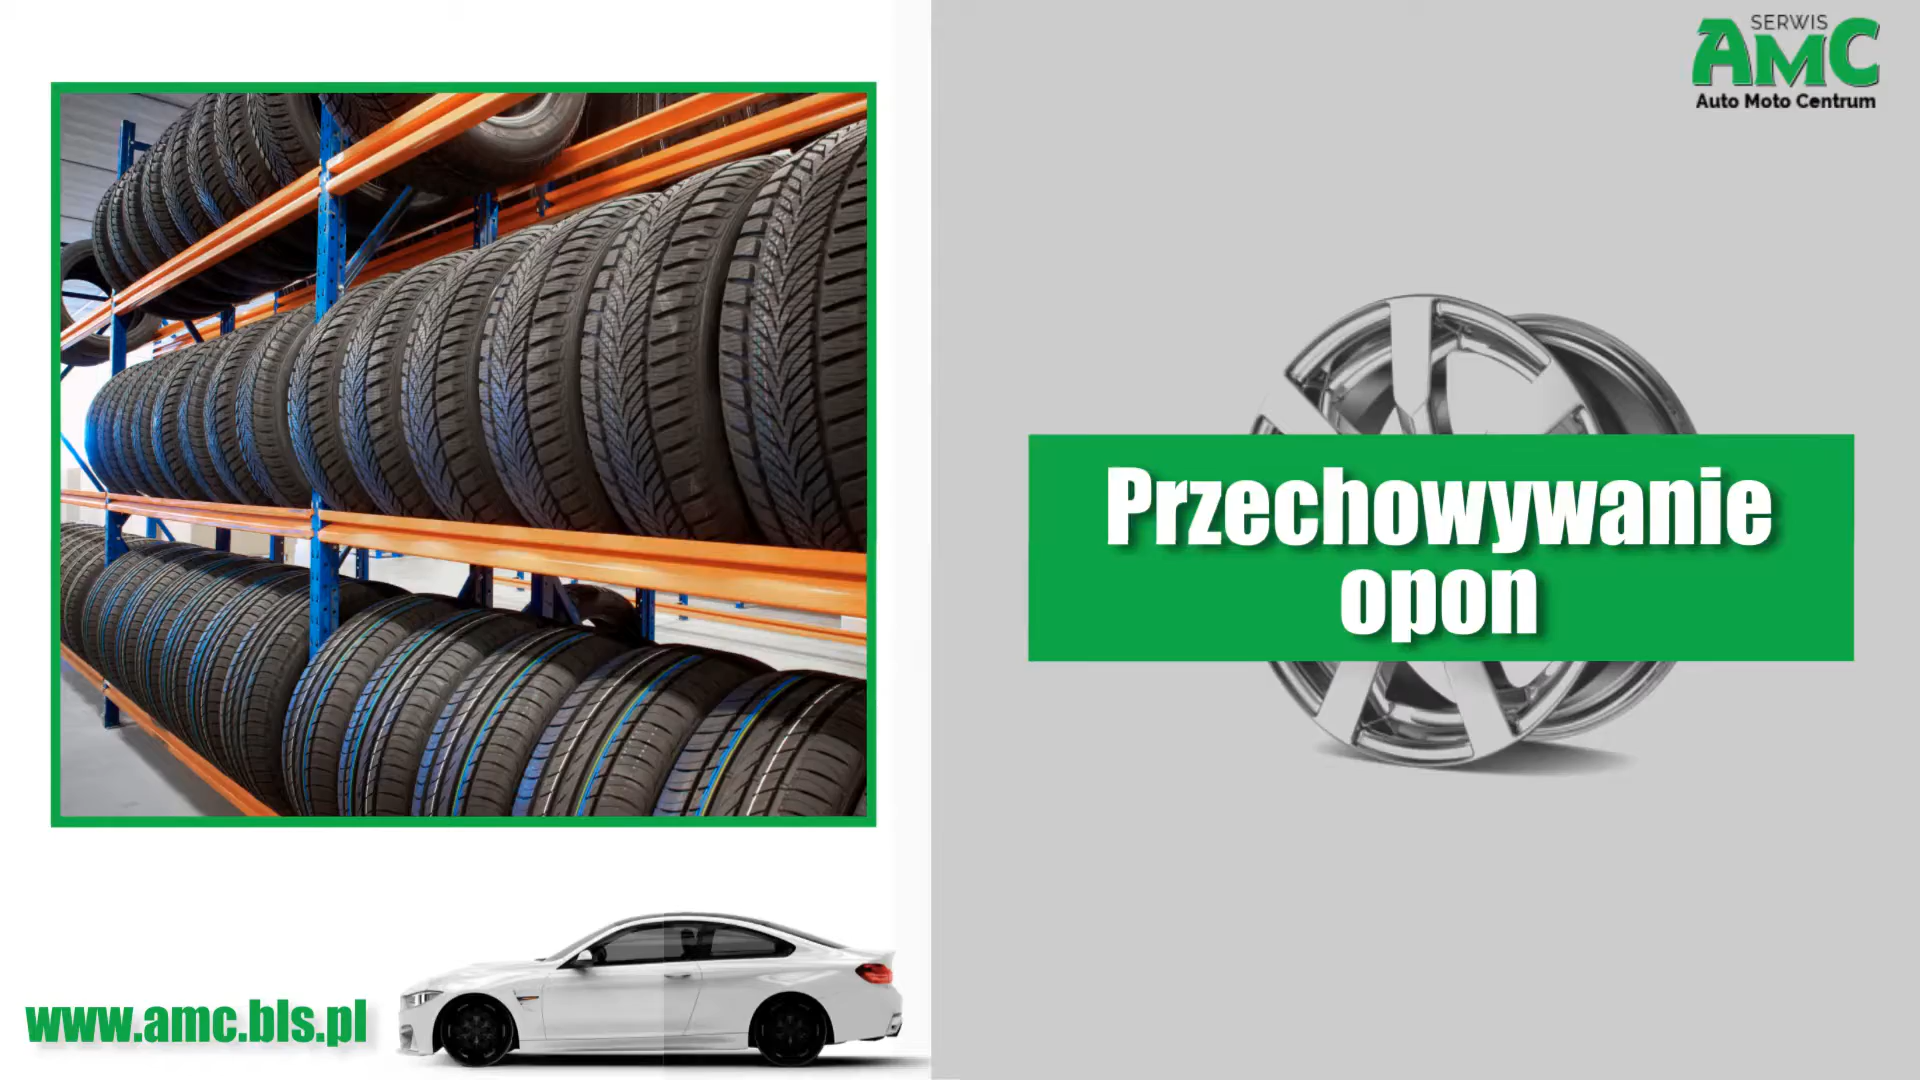 SERWIS
AMC
Auto Moto Centrum
Przechowywanie
opon
www.amc.bls.pl